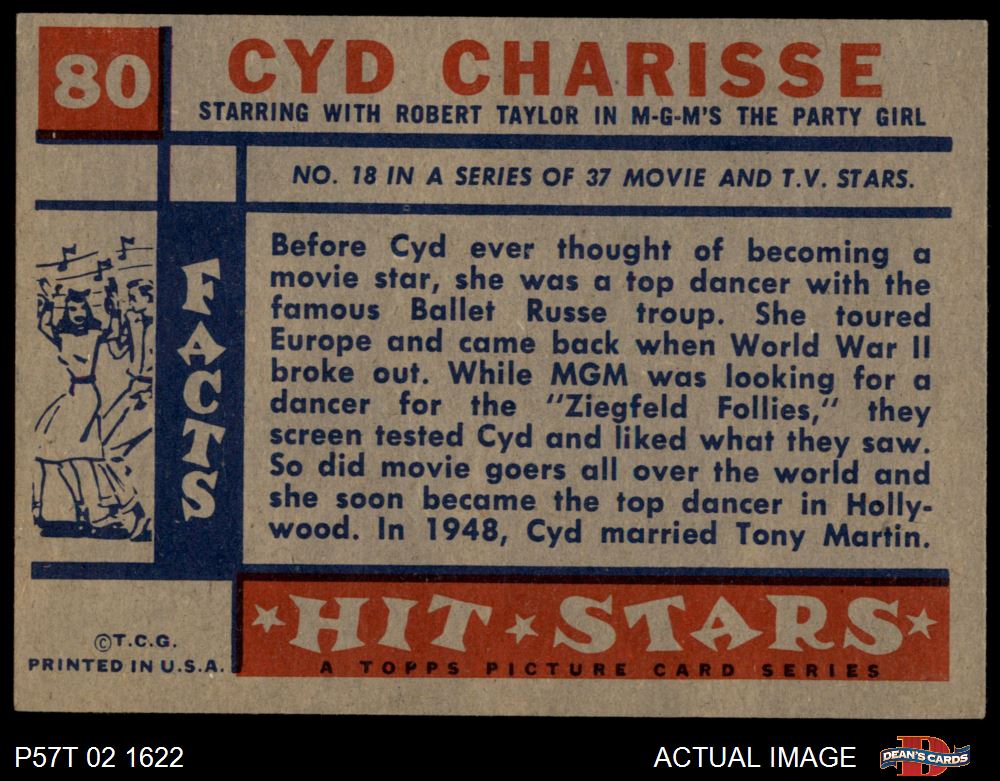 80
CYD CHARISSE
STARRING WITH ROBERT TAYLOR IN M-G-M'S THE PARTY GIRL
NO. 18 IN A SERIES OF 37 MOVIE AND T.V. STARS.
FACTS
Before Cyd ever thought of becoming a
movie star, she was a top dancer with the
famous Ballet Russe troup. She toured
Europe and came back when World War II
broke out. While MGM was looking for a
dancer for the "Ziegfeld Follies," they
screen tested Cyd and liked what they saw.
So did movie goers all over the world and
she soon became the top dancer in Holly-
wood. In 1948, Cyd married Tony Martin.
HIT STARS
A TOPPS PICTURE CARD SERIES
©T.C.G.
PRINTED IN U.S.A.
P57T 02 1622
ACTUAL IMAGE
D
DEAN'S CARDS